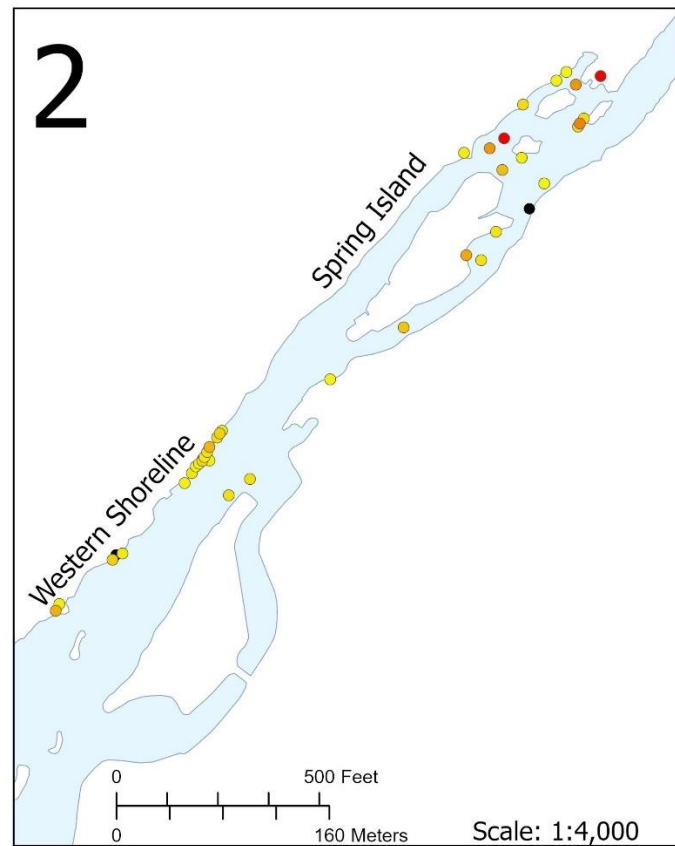 2
Spring Island
Western Shoreline
0 500 Feet
0 160 Meters
Scale: 1:4,000